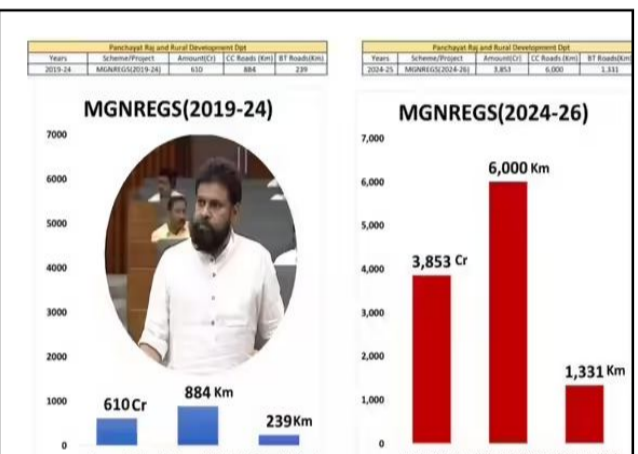 Panchayat Raj and Rural Development Dpt
Years Scheme/Project Amount(Cr) CC Roads (Km) BT Roads(Km)
2019-24 MGNREGS(2019-24) 610 884 239
MGNREGS(2019-24)
7000
6000
5000
4000
3000
2000
1000
0
610Cr
884 Km
239Km
Panchayat Raj and Rural Development Dpt
Years Scheme/Project Amount(Cr) CC Roads (Km) BT Roads(Km)
2024-25 MGNREGS(2024-26) 3,853 6,000 1,331
MGNREGS(2024-26)
7,000
6,000
5,000
4,000
3,000
2,000
1,000
0
3,853 Cr
6,000 Km
1,331 Km